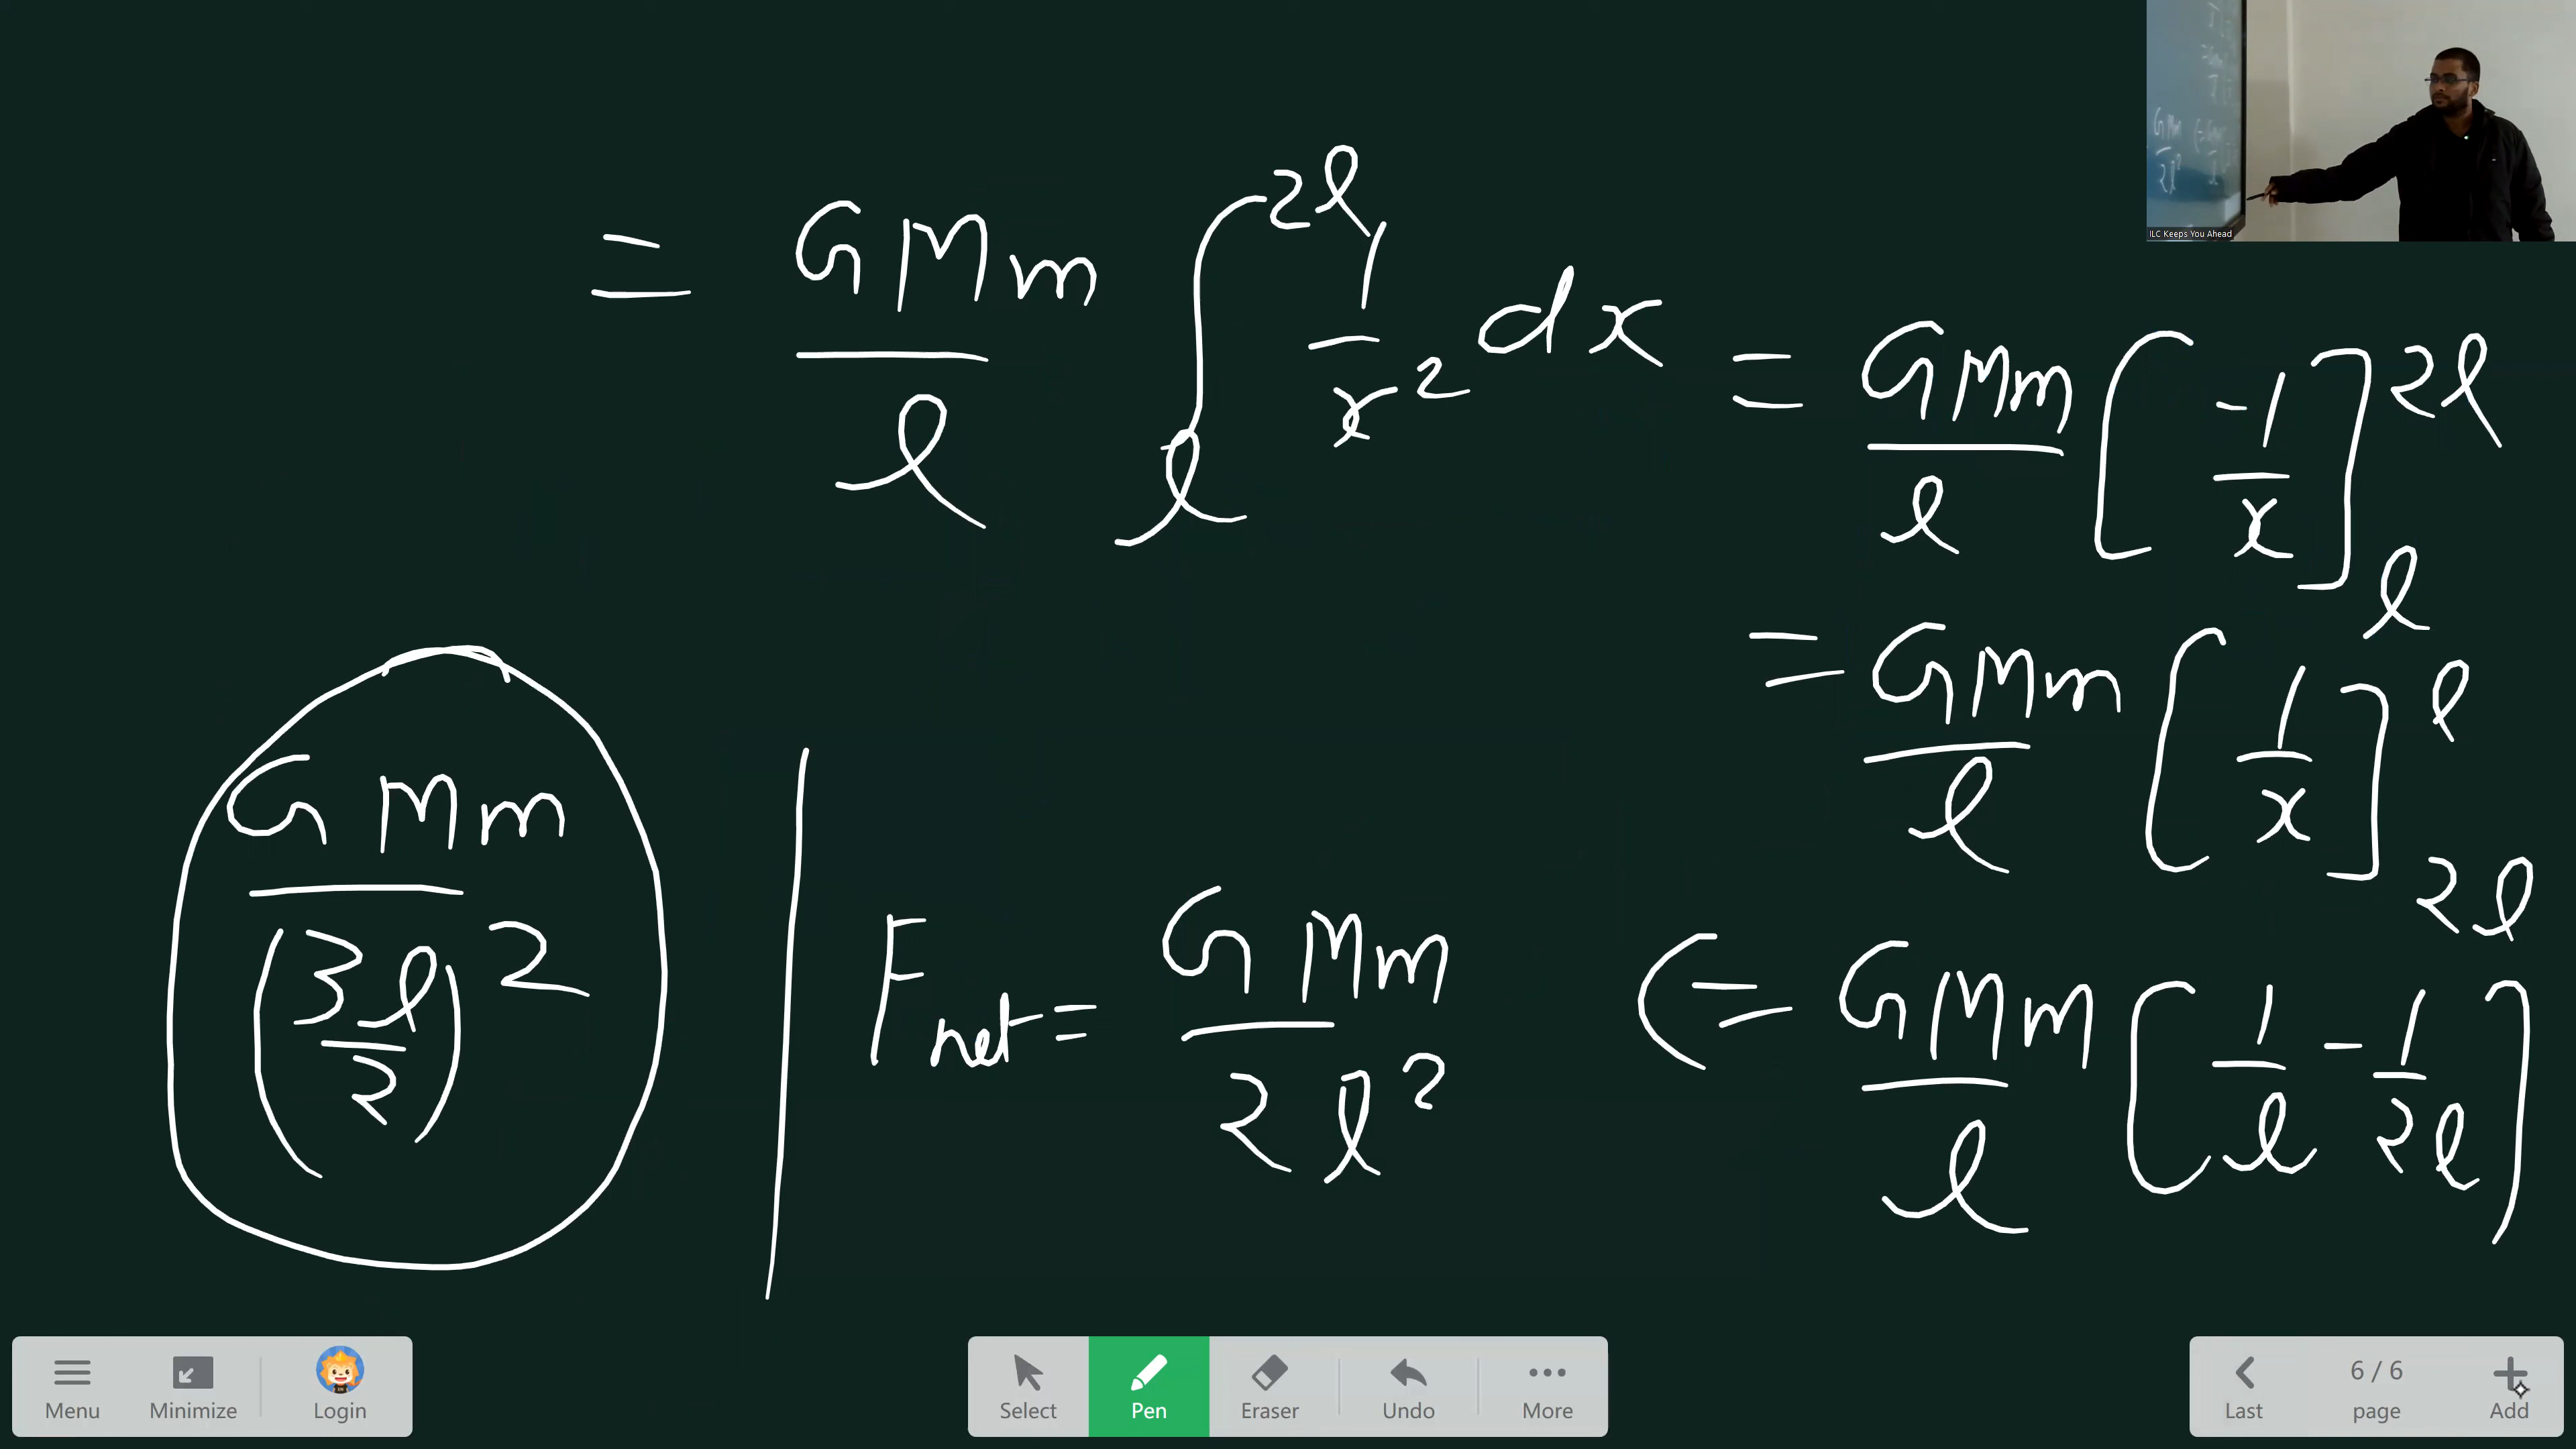 ILC Keeps You Ahead
= GMm/l ∫_l^{2l} 1/x² dx = GMm/l [-1/x]_l^{2l}
= GMm/l [1/x]_{2l}^{l}
(= GMm/l [1/l - 1/2l]
F_net = GMm/2l²
GMm/(3l/2)²
Menu
Minimize
Login
Select
Pen
Eraser
Undo
More
Last
6 / 6
page
Add